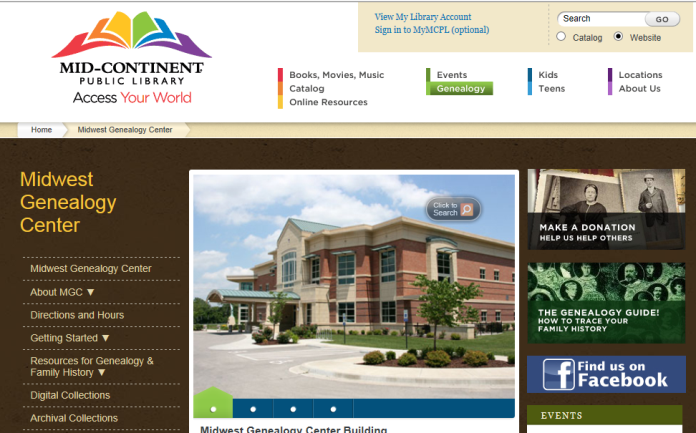 View My Library Account
Sign in to MyMCPL (optional)
Search
GO
Catalog
Website
MID-CONTINENT
PUBLIC LIBRARY
Access Your World
Books, Movies, Music
Catalog
Online Resources
Events
Genealogy
Kids
Teens
Locations
About Us
Home
Midwest Genealogy Center
Midwest
Genealogy
Center
Midwest Genealogy Center
About MGC ▼
Directions and Hours
Getting Started ▼
Resources for Genealogy &
Family History ▼
Digital Collections
Archival Collections
Click to
Search
Midwest Genealogy Center Building
MAKE A DONATION
HELP US HELP OTHERS
THE GENEALOGY GUIDE!
HOW TO TRACE YOUR
FAMILY HISTORY
f
Find us on
Facebook
EVENTS